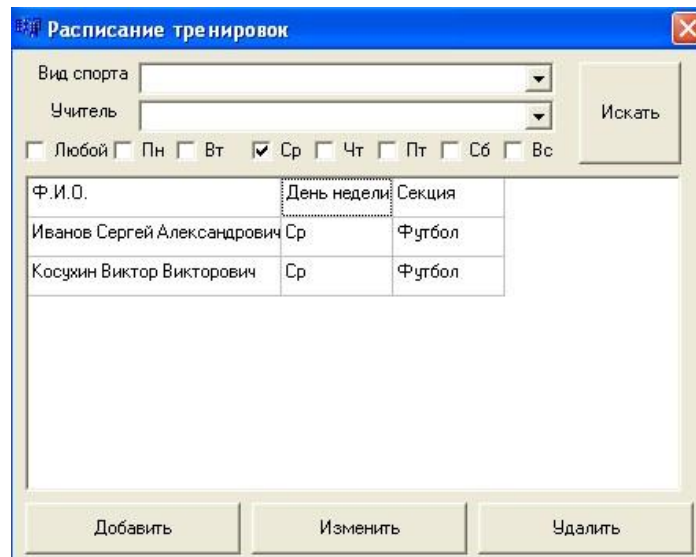 Расписание тренировок
Вид спорта
Учитель
Искать
Любой Пн Вт Ср Чт Пт Сб Вс
Ф.И.О. День недели Секция
Иванов Сергей Александрович Ср Футбол
Косухин Виктор Викторович Ср Футбол
Добавить Изменить Удалить